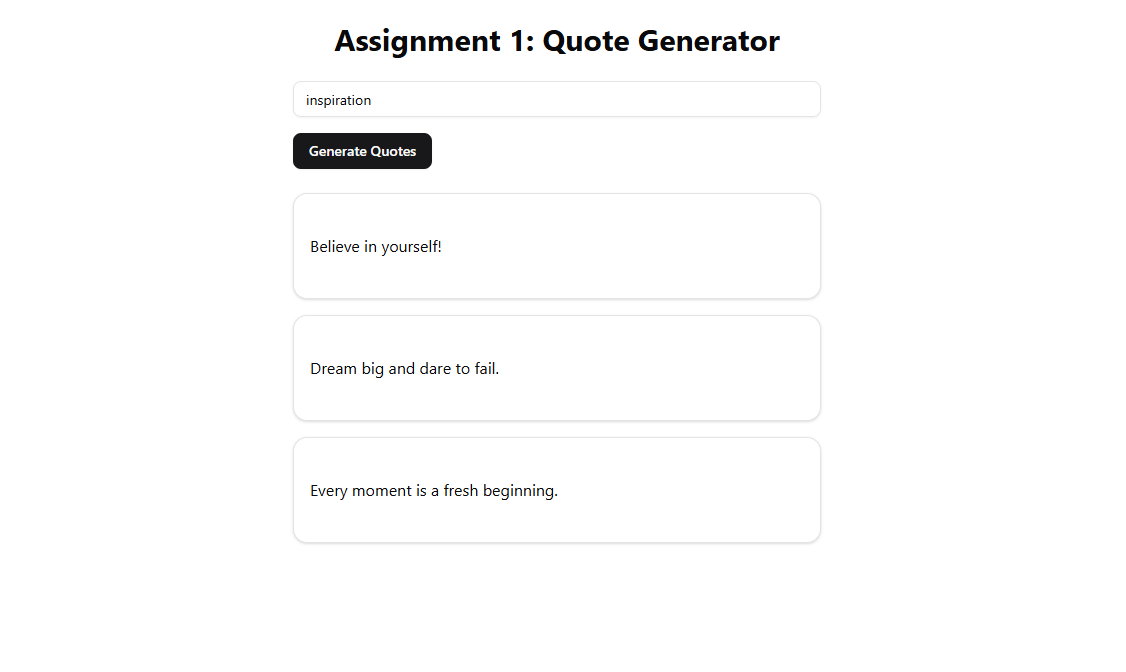 Assignment 1: Quote Generator
inspiration
Generate Quotes
Believe in yourself!
Dream big and dare to fail.
Every moment is a fresh beginning.